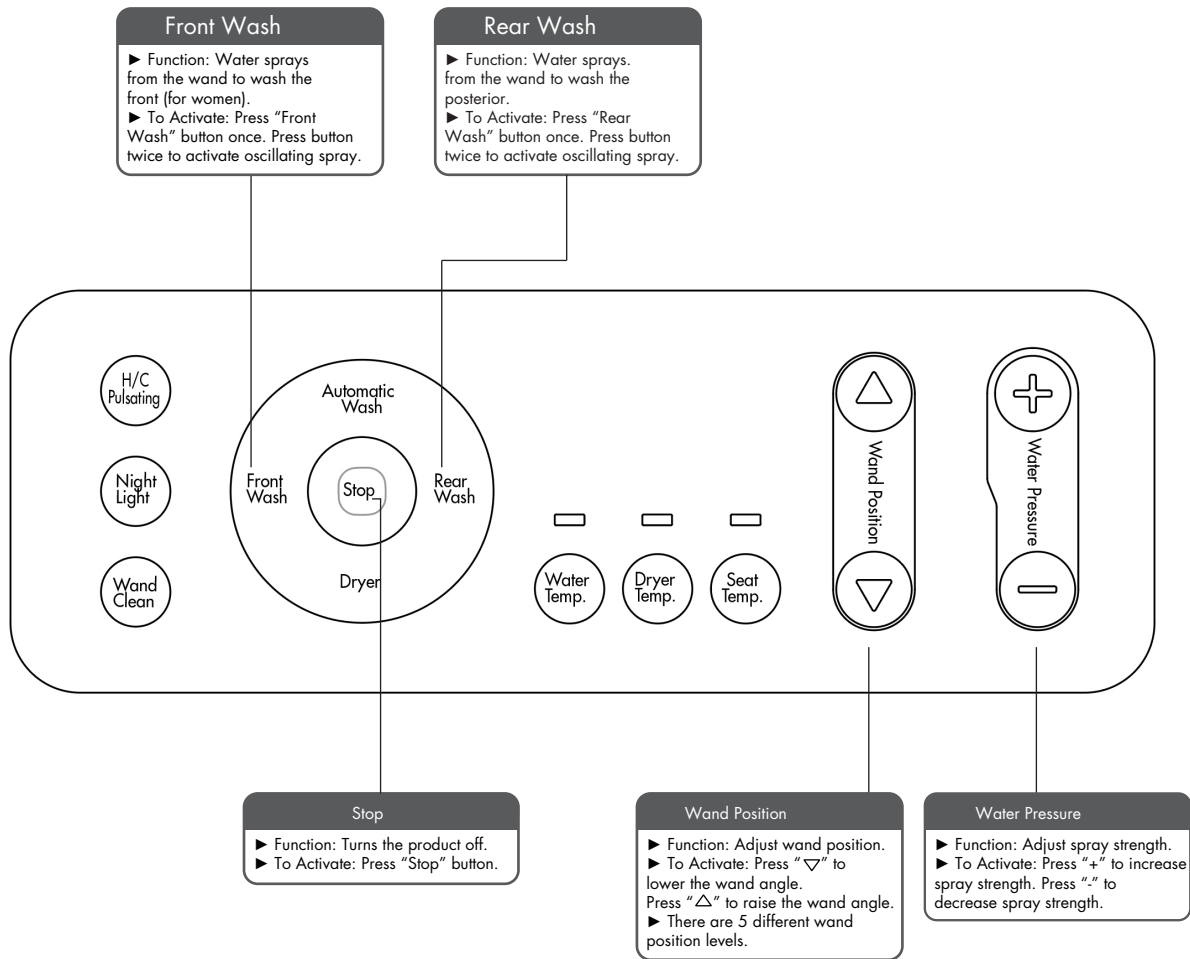 Front Wash
► Function: Water sprays
from the wand to wash the
front (for women).
► To Activate: Press “Front
Wash” button once. Press button
twice to activate oscillating spray.
Rear Wash
► Function: Water sprays.
from the wand to wash the
posterior.
► To Activate: Press “Rear
Wash” button once. Press button
twice to activate oscillating spray.
H/C
Pulsating
Night
Light
Wand
Clean
Automatic
Wash
Front
Wash
Stop
Rear
Wash
Dryer
Water
Temp.
Dryer
Temp.
Seat
Temp.
△
Wand Position
▽
+
Water Pressure
-
Stop
► Function: Turns the product off.
► To Activate: Press “Stop” button.
Wand Position
► Function: Adjust wand position.
► To Activate: Press “▽” to
lower the wand angle.
Press “△” to raise the wand angle.
► There are 5 different wand
position levels.
Water Pressure
► Function: Adjust spray strength.
► To Activate: Press “+” to increase
spray strength. Press “-” to
decrease spray strength.